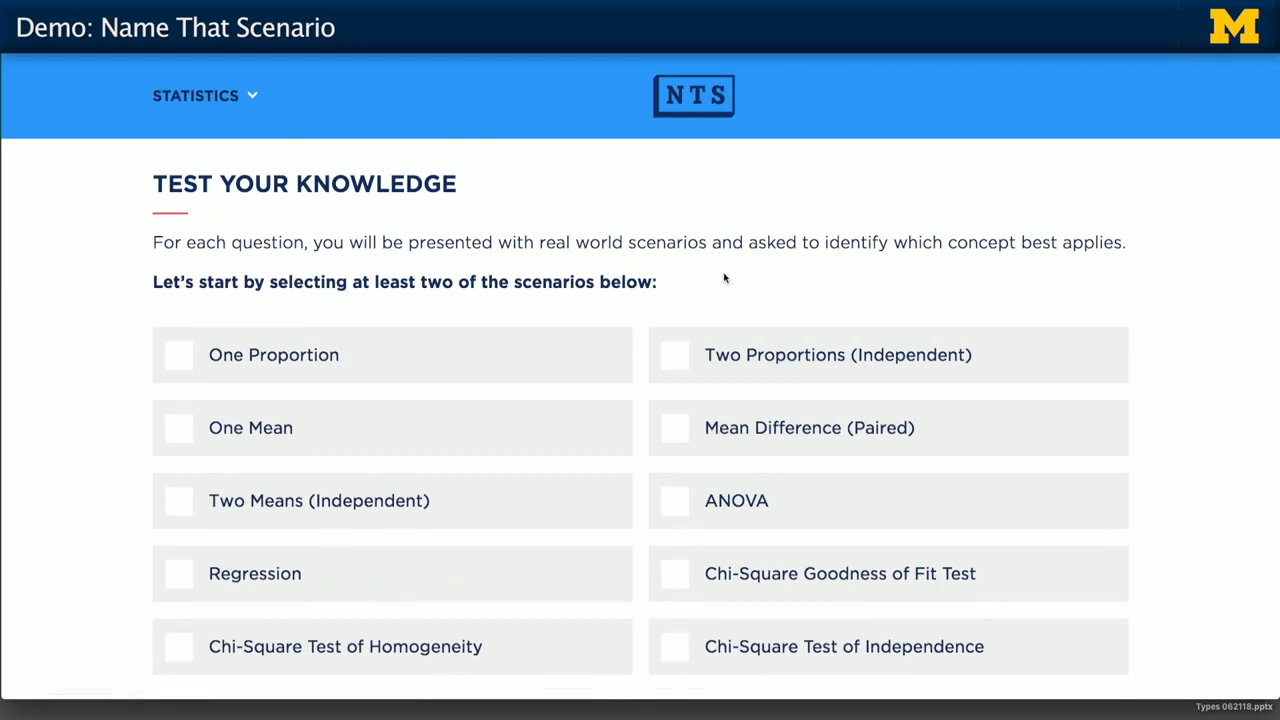 Demo: Name That Scenario
M
STATISTICS
NTS
TEST YOUR KNOWLEDGE
For each question, you will be presented with real world scenarios and asked to identify which concept best applies.
Let’s start by selecting at least two of the scenarios below:
One Proportion
Two Proportions (Independent)
One Mean
Mean Difference (Paired)
Two Means (Independent)
ANOVA
Regression
Chi-Square Goodness of Fit Test
Chi-Square Test of Homogeneity
Chi-Square Test of Independence
Types 062118.pptx